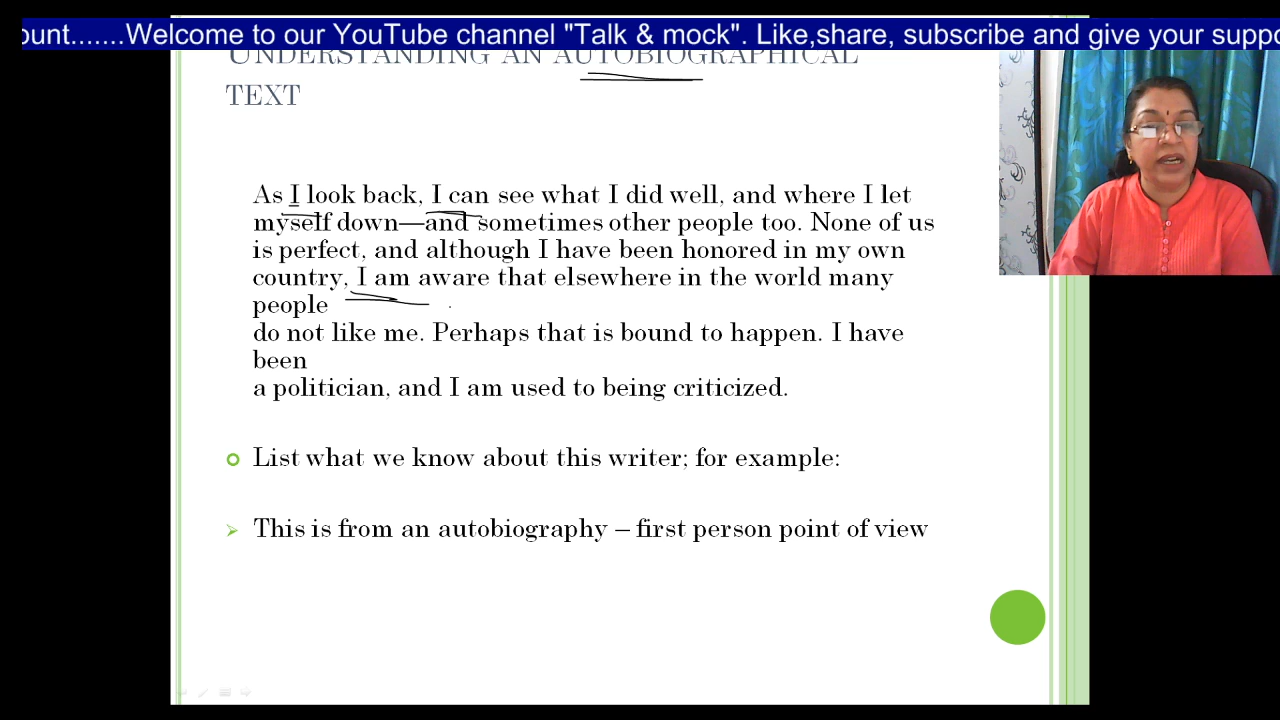 ount.......Welcome to our YouTube channel "Talk & mock". Like,share, subscribe and give your suppo
UNDERSTANDING AN AUTOBIOGRAPHICAL
TEXT
As I look back, I can see what I did well, and where I let
myself down—and sometimes other people too. None of us
is perfect, and although I have been honored in my own
country, I am aware that elsewhere in the world many
people
do not like me. Perhaps that is bound to happen. I have
been
a politician, and I am used to being criticized.
List what we know about this writer; for example:
This is from an autobiography – first person point of view